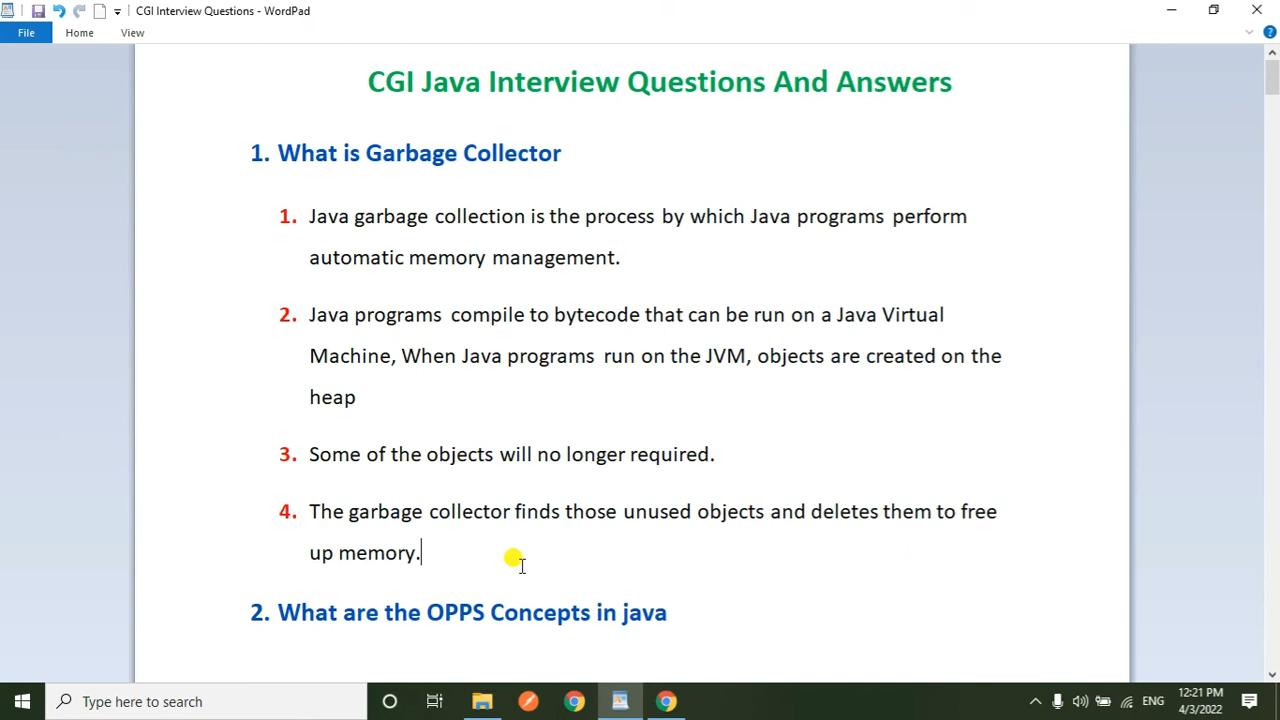 CGI Interview Questions - WordPad
File Home View
CGI Java Interview Questions And Answers
1. What is Garbage Collector
1. Java garbage collection is the process by which Java programs perform
automatic memory management.
2. Java programs compile to bytecode that can be run on a Java Virtual
Machine, When Java programs run on the JVM, objects are created on the
heap
3. Some of the objects will no longer required.
4. The garbage collector finds those unused objects and deletes them to free
up memory.
2. What are the OPPS Concepts in java
Type here to search
ENG
12:21 PM
4/3/2022